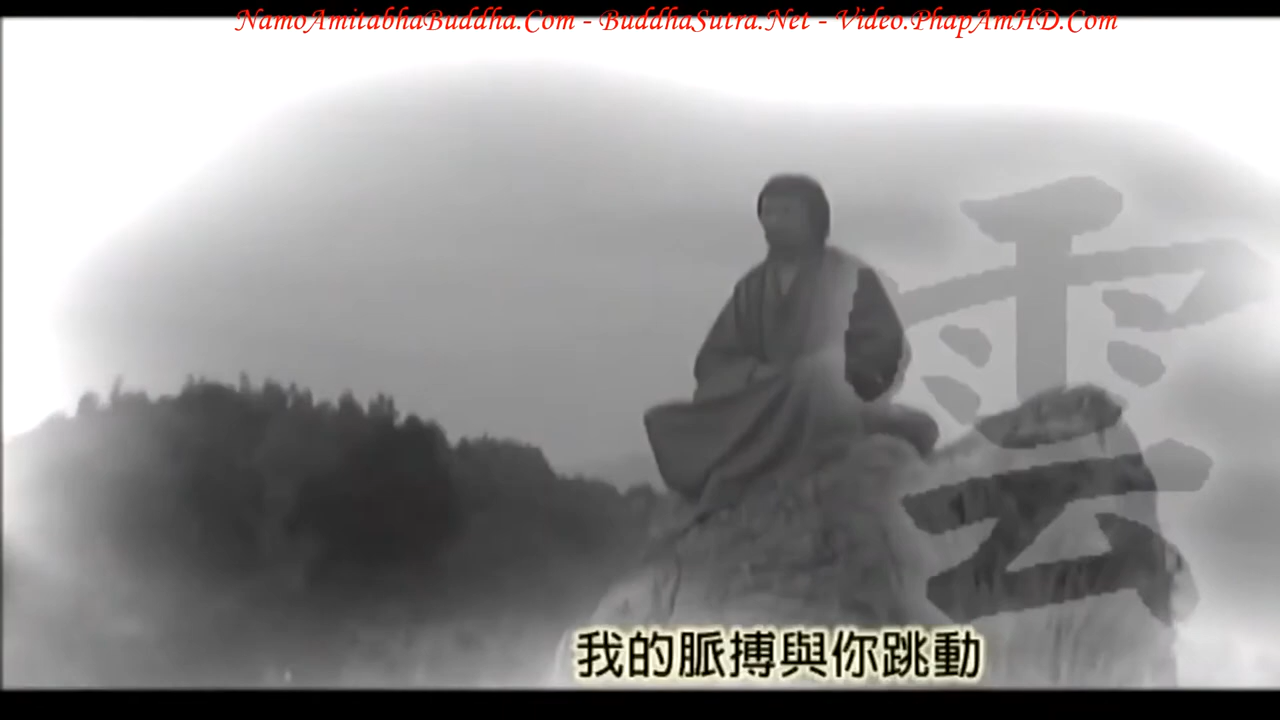 NamoAmitabhaBuddha.Com - BuddhaSutra.Net - Video.PhapAmHD.Com
雲
我的脈搏與你跳動